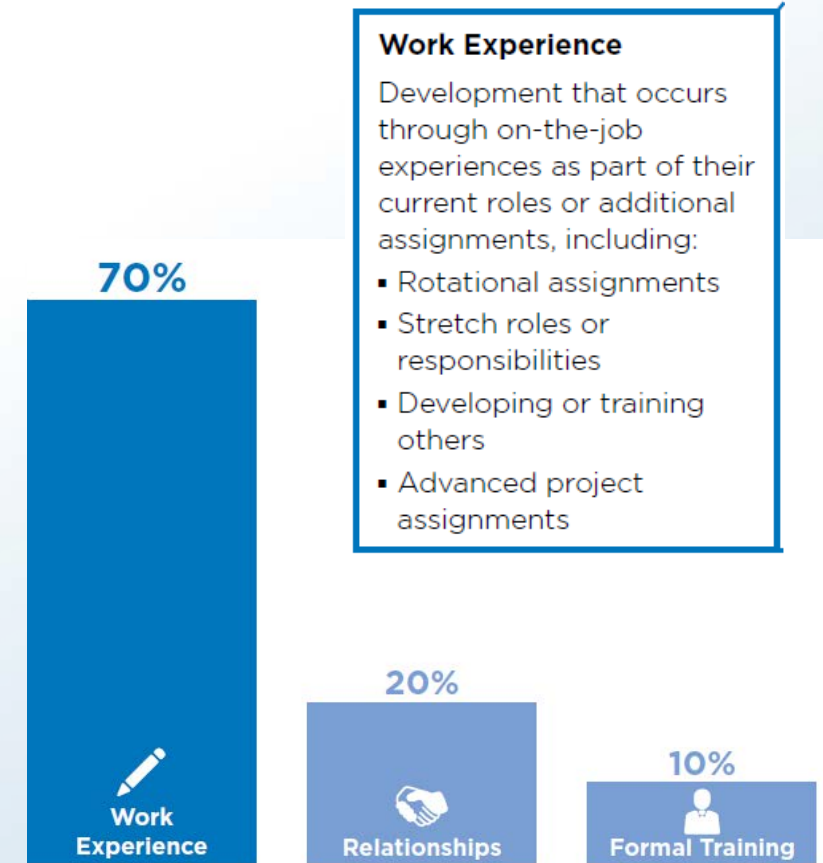 Work Experience
Development that occurs
through on-the-job
experiences as part of their
current roles or additional
assignments, including:
▪ Rotational assignments
▪ Stretch roles or
responsibilities
▪ Developing or training
others
▪ Advanced project
assignments
70%
Work
Experience
20%
Relationships
10%
Formal Training